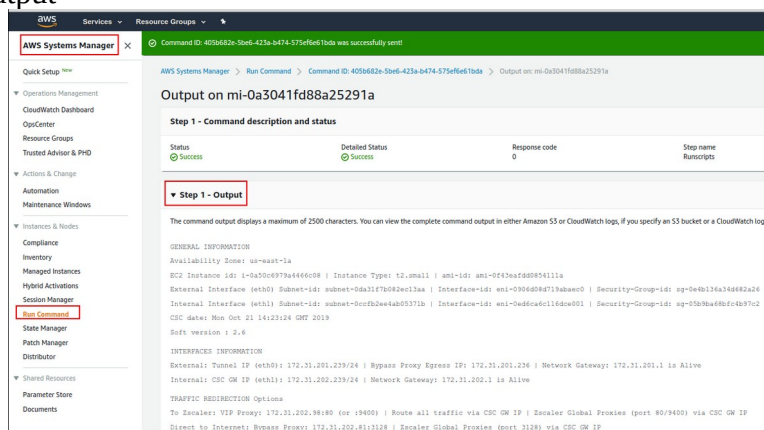 aws Services Resource Groups
AWS Systems Manager ×
Command ID: 405b682e-5be6-423a-b474-575ef6e61bda was successfully sent!
Quick Setup New
Operations Management
CloudWatch Dashboard
OpsCenter
Resource Groups
Trusted Advisor & PHD
Actions & Change
Automation
Maintenance Windows
Instances & Nodes
Compliance
Inventory
Managed Instances
Hybrid Activations
Session Manager
Run Command
State Manager
Patch Manager
Distributor
Shared Resources
Parameter Store
Documents
AWS Systems Manager > Run Command > Command ID: 405b682e-5be6-423a-b474-575ef6e61bda > Output on: mi-0a3041fd88a25291a
Output on mi-0a3041fd88a25291a
Step 1 - Command description and status
Status Detailed Status Response code Step name
Success Success 0 Runscripts
Step 1 - Output
The command output displays a maximum of 2500 characters. You can view the complete command output in either Amazon S3 or CloudWatch logs, if you specify an S3 bucket or a CloudWatch log
GENERAL INFORMATION
Availability Zone: us-east-1a
EC2 Instance id: i-0a50c6979a4466c08 | Instance Type: t2.small | ami-id: ami-0f43eafdd0854111a
External Interface (eth0) Subnet-id: subnet-0da31f7b082ec13aa | Interface-id: eni-0906d08d719abaec0 | Security-Group-id: sg-0e4b136a34d682a26
Internal Interface (eth1) Subnet-id: subnet-0ccfb2ee4ab05371b | Interface-id: eni-0ed6ca6c116dce001 | Security-Group-id: sg-05b9ba68bfc4b97c2
CSC date: Mon Oct 21 14:23:24 GMT 2019
Soft version : 2.6
INTERFACES INFORMATION
External: Tunnel IP (eth0): 172.31.201.239/24 | Bypass Proxy Egress IP: 172.31.201.236 | Network Gateway: 172.31.201.1 is Alive
Internal: CSC GW IP (eth1): 172.31.202.239/24 | Network Gateway: 172.31.202.1 is Alive
TRAFFIC REDIRECTION Options
To Zscaler: VIP Proxy: 172.31.202.98:80 (or :9400) | Route all traffic via CSC GW IP | Zscaler Global Proxies (port 80/9400) via CSC GW IP
Direct to Internet: Bypass Proxy: 172.31.202.81:3128 | Zscaler Global Proxies (port 3128) via CSC GW IP